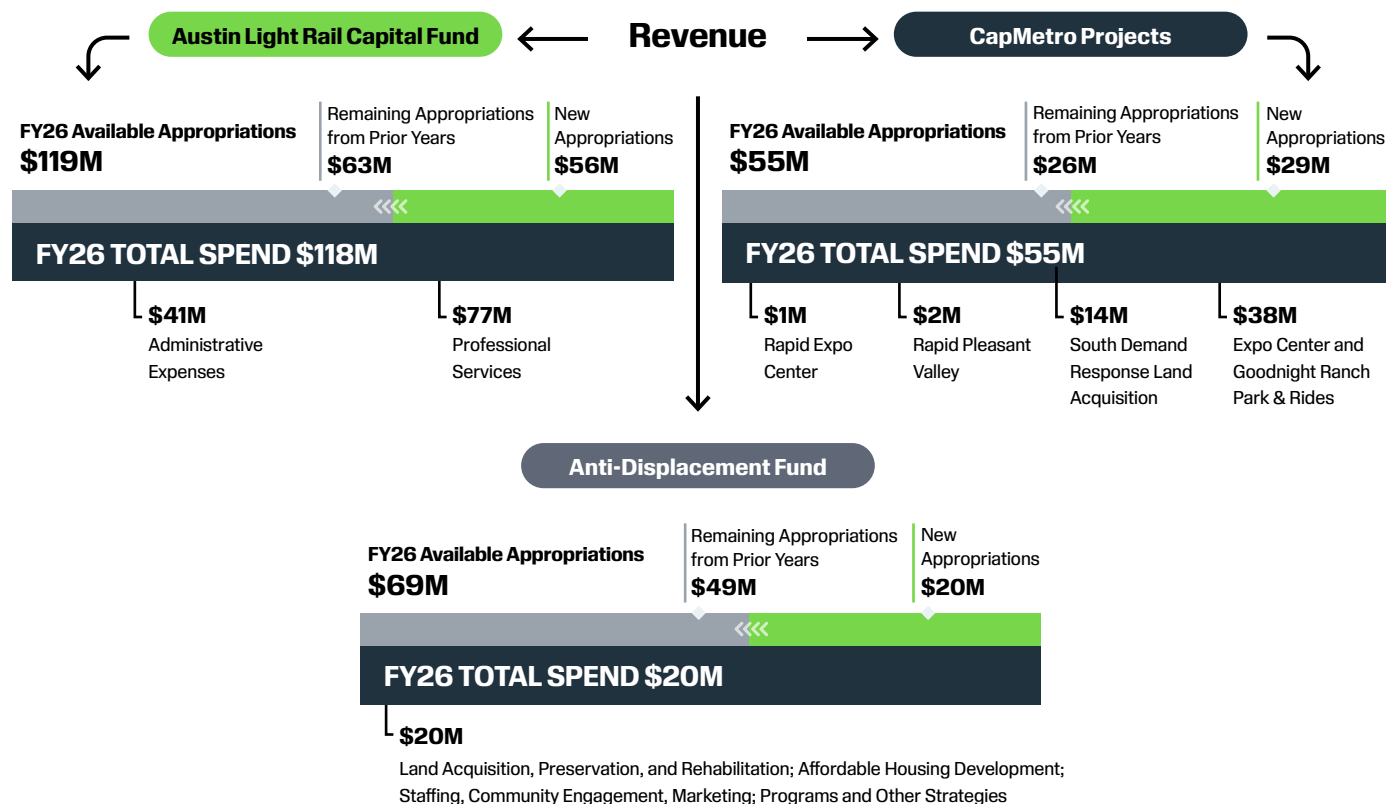 Austin Light Rail Capital Fund
Revenue
CapMetro Projects
FY26 Available Appropriations
$119M
Remaining Appropriations
from Prior Years
$63M
New
Appropriations
$56M
FY26 TOTAL SPEND $118M
$41M
Administrative
Expenses
$77M
Professional
Services
FY26 Available Appropriations
$55M
Remaining Appropriations
from Prior Years
$26M
New
Appropriations
$29M
FY26 TOTAL SPEND $55M
$1M
Rapid Expo
Center
$2M
Rapid Pleasant
Valley
$14M
South Demand
Response Land
Acquisition
$38M
Expo Center and
Goodnight Ranch
Park & Rides
Anti-Displacement Fund
FY26 Available Appropriations
$69M
Remaining Appropriations
from Prior Years
$49M
New
Appropriations
$20M
FY26 TOTAL SPEND $20M
$20M
Land Acquisition, Preservation, and Rehabilitation; Affordable Housing Development;
Staffing, Community Engagement, Marketing; Programs and Other Strategies